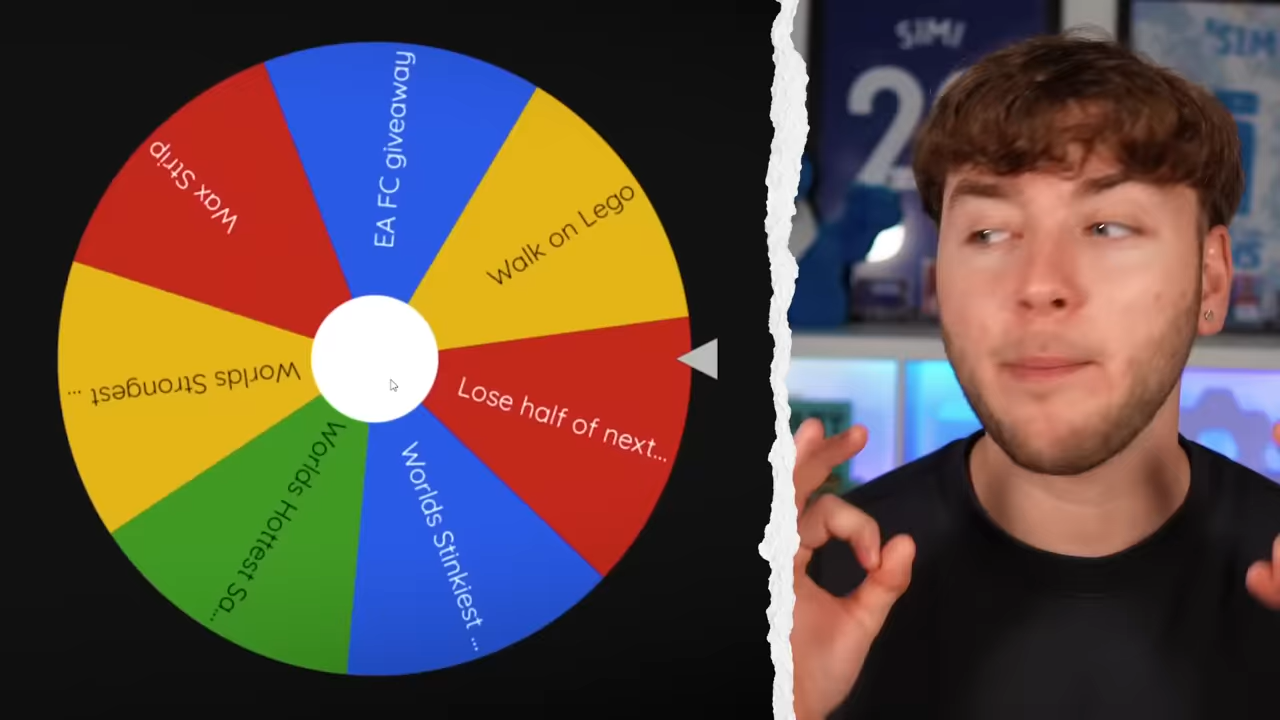 EA FC giveaway
Walk on Lego
Lose half of next...
Worlds Stinkiest ...
Worlds Hottest Sa...
Worlds Strongest ...
Wax Strip
SIMI